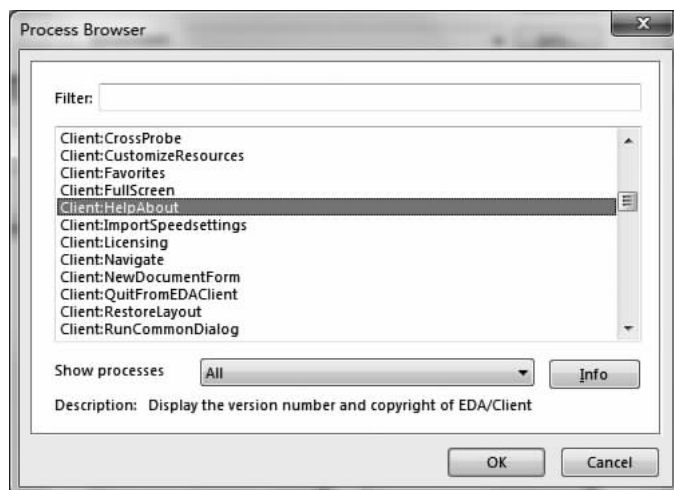 Process Browser
Filter:
Client:CrossProbe
Client:CustomizeResources
Client:Favorites
Client:FullScreen
Client:HelpAbout
Client:ImportSpeedsettings
Client:Licensing
Client:Navigate
Client:NewDocumentForm
Client:QuitFromEDAClient
Client:RestoreLayout
Client:RunCommonDialog
Show processes All Info
Description: Display the version number and copyright of EDA/Client
OK Cancel